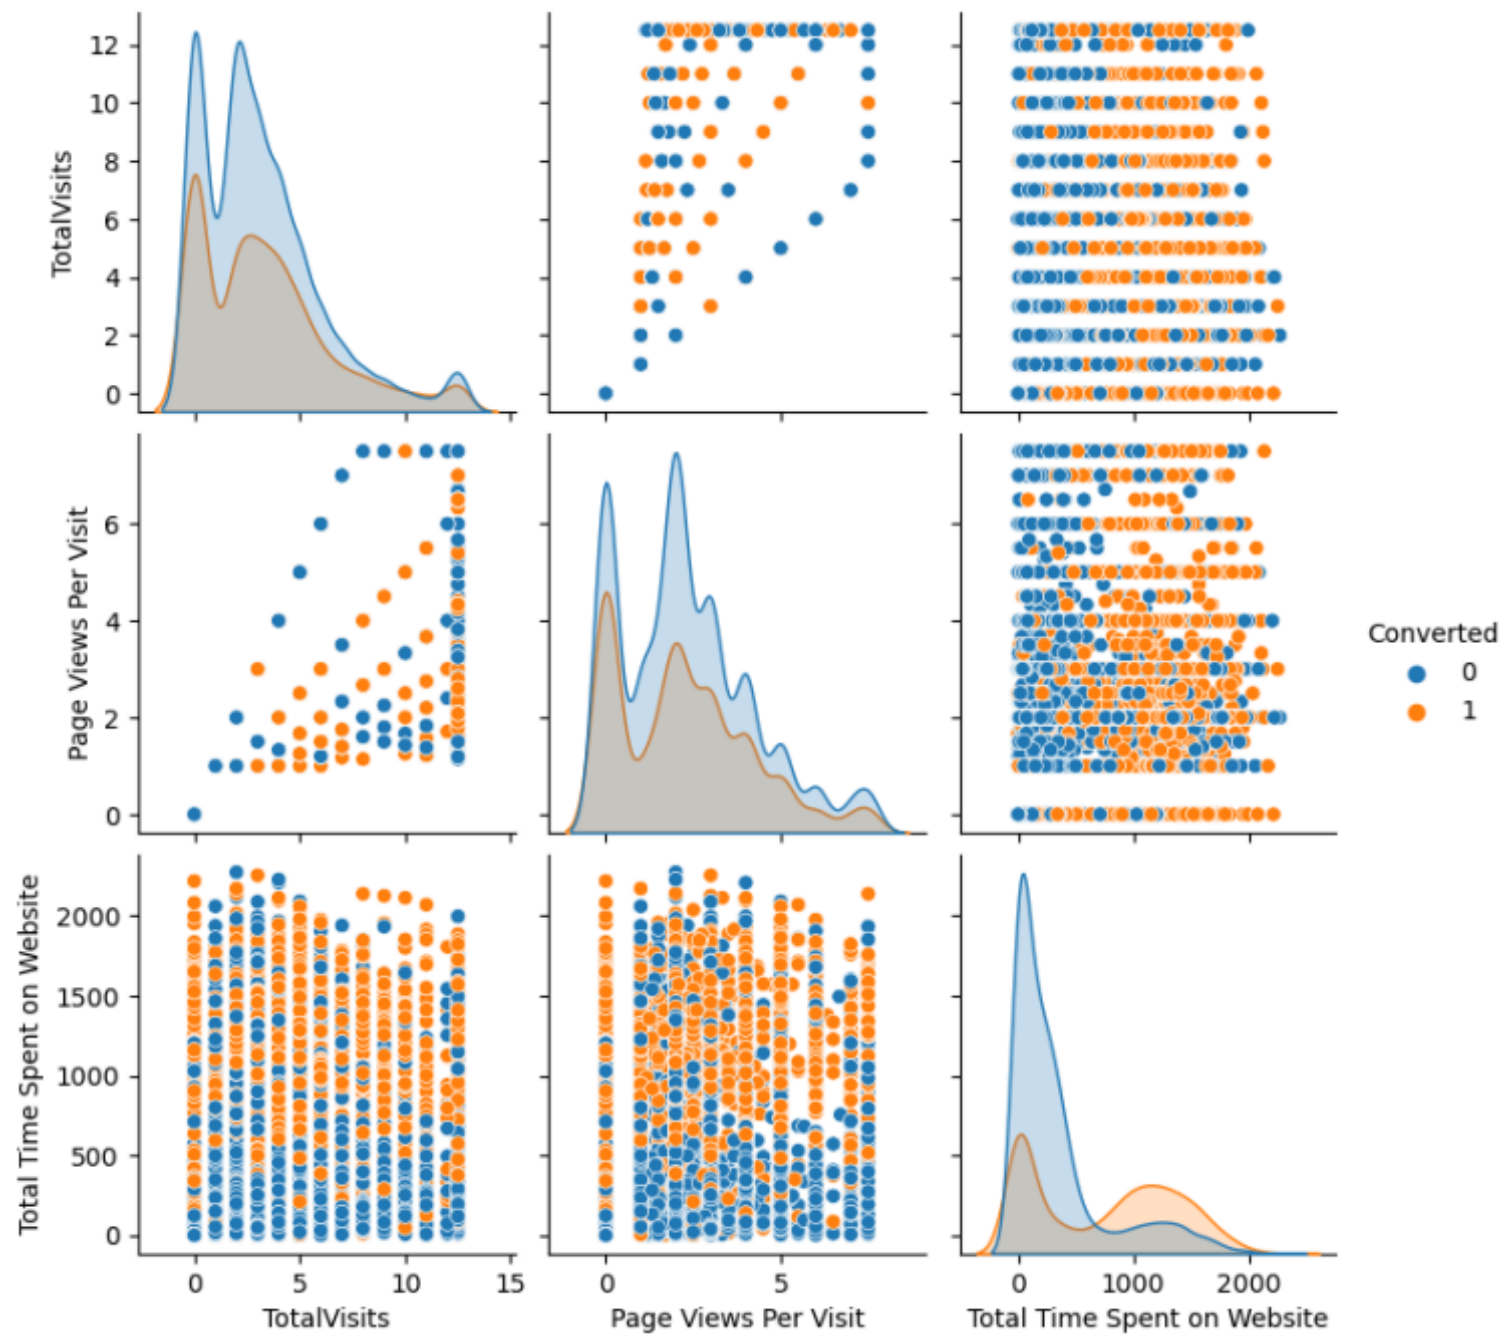 12
10
8
6
4
2
0
TotalVisits
6
4
2
0
Page Views Per Visit
Converted
0
1
2000
1500
1000
500
0
Total Time Spent on Website
0 5 10 15
TotalVisits
0 5
Page Views Per Visit
0 1000 2000
Total Time Spent on Website